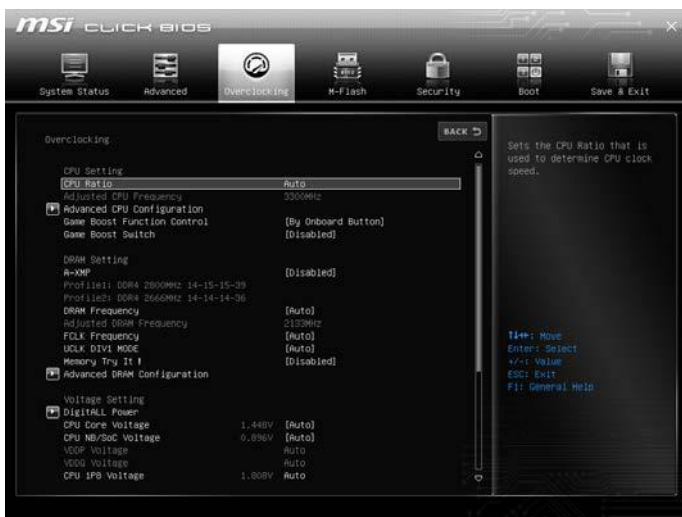 msi CLICK BIOS
System Status Advanced Overclocking M-Flash Security Boot Save & Exit
BACK
Overclocking
Sets the CPU Ratio that is
used to determine CPU clock
speed.
CPU Setting
CPU Ratio Auto
Adjusted CPU Frequency 3300MHz
Advanced CPU Configuration
Game Boost Function Control [By Onboard Button]
Game Boost Switch [Disabled]
DRAM Setting
A-XMP [Disabled]
Profile1: DDR4 2800MHz 14-15-15-39
Profile2: DDR4 2666MHz 14-14-14-36
DRAM Frequency [Auto]
Adjusted DRAM Frequency 2133MHz
FCLK Frequency [Auto]
UCLK DIV1 MODE [Auto]
Memory Try It ! [Disabled]
Advanced DRAM Configuration
Voltage Setting
DigitALL Power
CPU Core Voltage 1.448V [Auto]
CPU NB/SoC Voltage 0.896V [Auto]
VDDP Voltage Auto
VDDG Voltage Auto
CPU 1P8 Voltage 1.808V Auto
↑↓→←: Move
Enter: Select
+/-: Value
ESC: Exit
F1: General Help